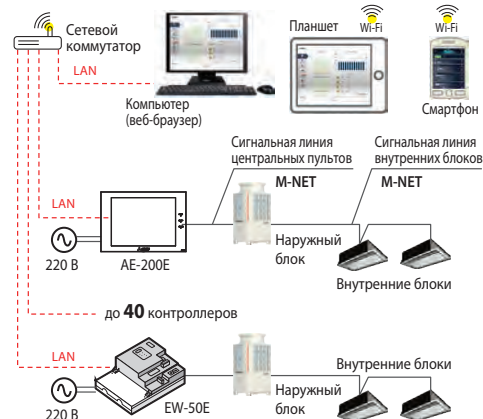 Сетевой
коммутатор
LAN
Компьютер
(веб-браузер)
Планшет
Wi-Fi
Wi-Fi
Смартфон
Сигнальная линия
центральных пультов
M-NET
Сигнальная линия
внутренних блоков
M-NET
LAN
220 В
AE-200E
Наружный
блок
Внутренние блоки
до 40 контроллеров
LAN
220 В
EW-50E
Наружный
блок
Внутренние блоки